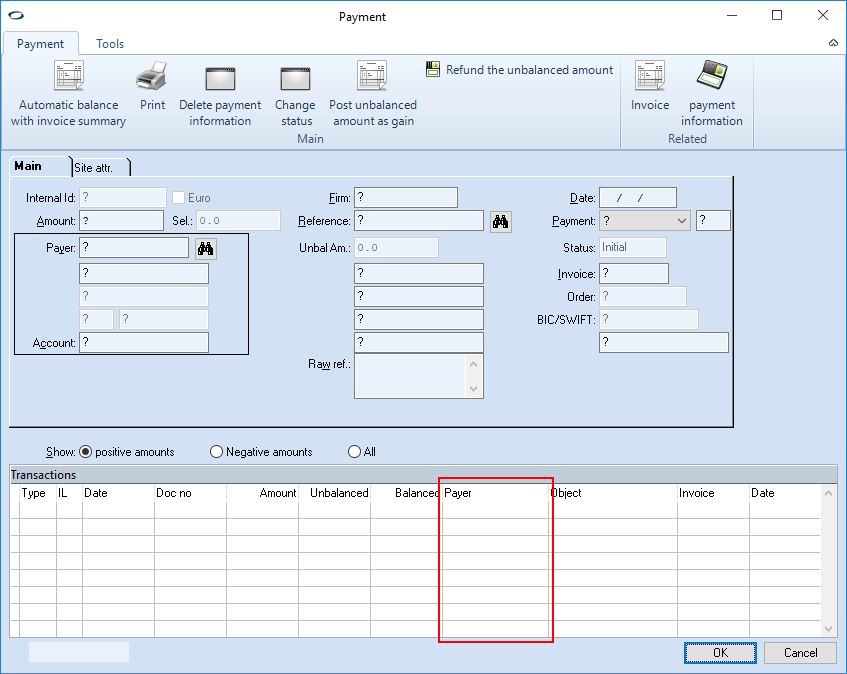 Payment
Payment Tools
Automatic balance with invoice summary
Print
Delete payment information
Change status
Post unbalanced amount as gain
Refund the unbalanced amount
Main
Invoice
payment information
Related
Main Site attr.
Internal Id: ? Euro Firm: ? Date: / /
Amount: ? Sel.: 0.0 Reference: ? Payment: ? ?
Payer: ? Unbal Am.: 0.0 Status: Initial
? ? Invoice: ?
? ? Order: ?
? ? ? BIC/SWIFT: ?
Account: ? ? ?
Raw ref.:
Show: positive amounts Negative amounts All
Transactions
Type IL Date Doc no Amount Unbalanced Balanced Payer Object Invoice Date
OK Cancel